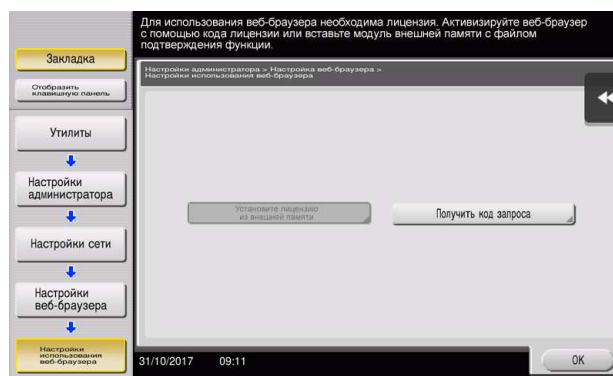 Для использования веб-браузера необходима лицензия. Активизируйте веб-браузер
с помощью кода лицензии или вставьте модуль внешней памяти с файлом
подтверждения функции.
Закладка
Отобразить
клавишную панель
Утилиты
Настройки
администратора
Настройки сети
Настройки
веб-браузера
Настройки
использования
веб-браузера
Настройки администратора > Настройка веб-браузера >
Настройки использования веб-браузера
Установите лицензию
из внешней памяти
Получить код запроса
31/10/2017 09:11
OK